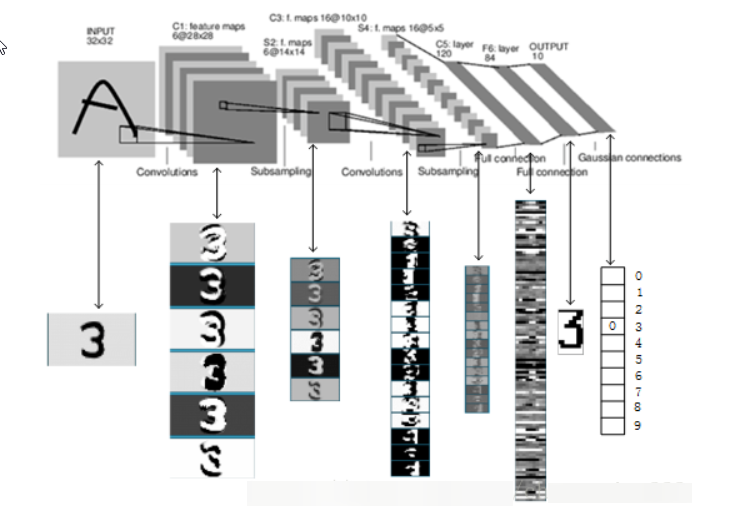 INPUT
32x32
C1: feature maps
6@28x28
S2: f. maps
6@14x14
C3: f. maps 16@10x10
S4: f. maps 16@5x5
C5: layer
120
F6: layer
84
OUTPUT
10
Convolutions
Subsampling
Convolutions
Subsampling
Full connection
Full connection
Gaussian connections
A
3
3
0
1
2
0 3
4
5
6
7
8
9